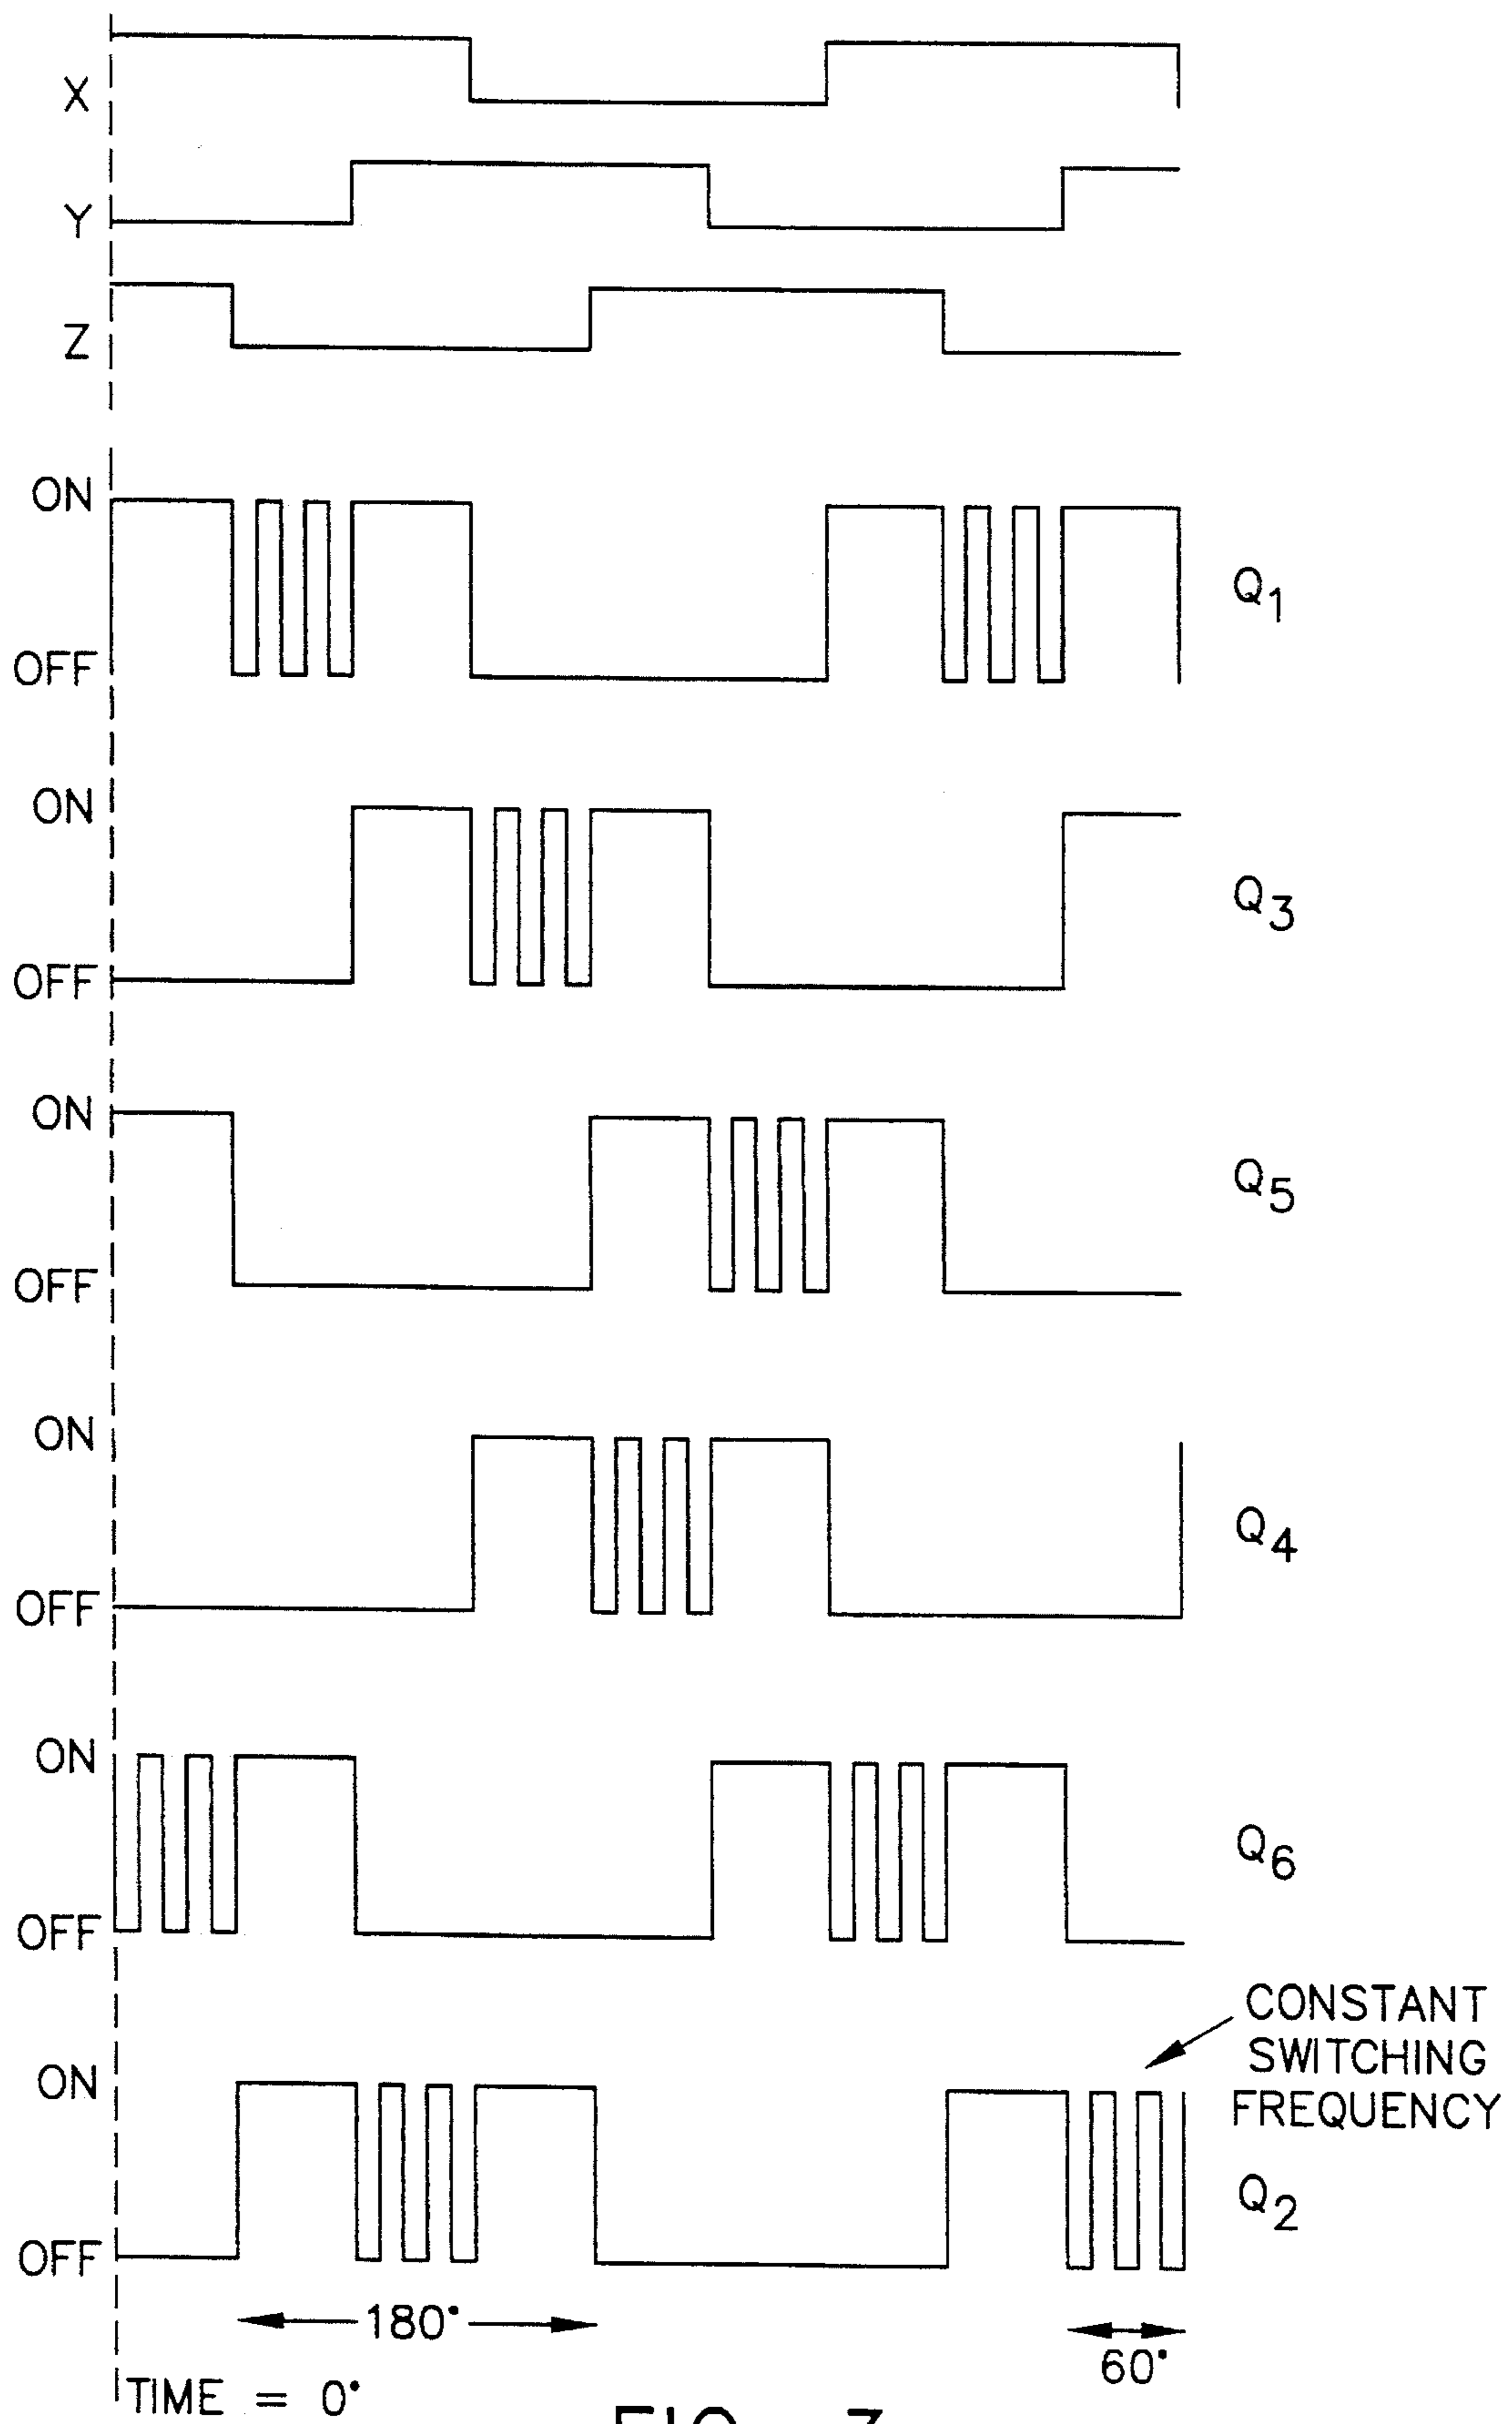 X
Y
Z
ON
OFF
Q1
ON
OFF
Q3
ON
OFF
Q5
ON
OFF
Q4
ON
OFF
Q6
CONSTANT
SWITCHING
FREQUENCY
ON
OFF
Q2
180°
60°
TIME = 0°